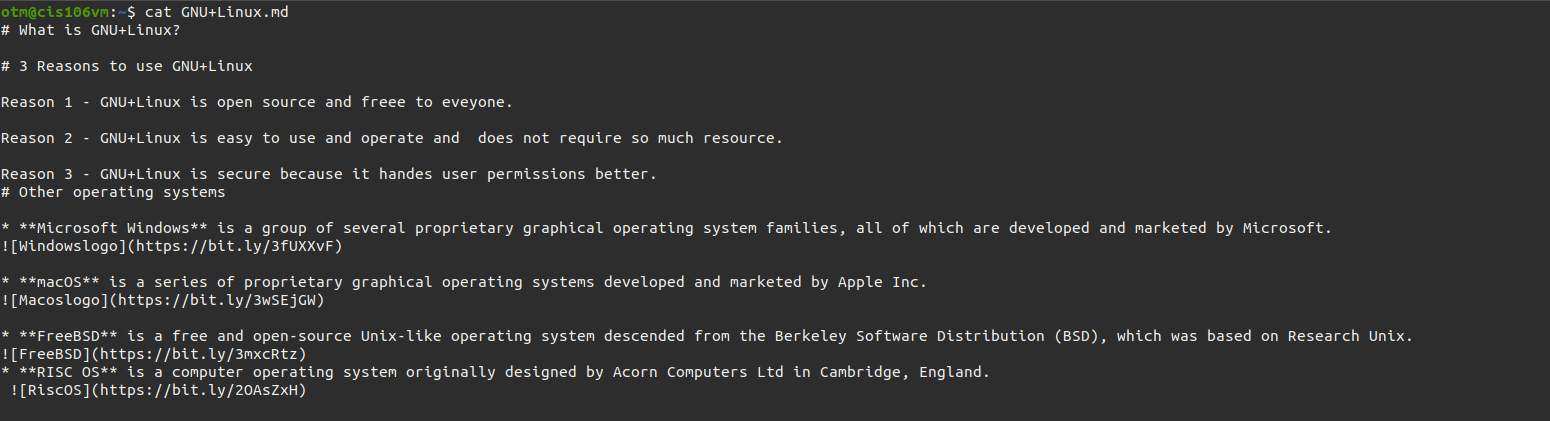 otm@cis106vm:~$ cat GNU+Linux.md
# What is GNU+Linux?
# 3 Reasons to use GNU+Linux
Reason 1 - GNU+Linux is open source and freee to eveyone.
Reason 2 - GNU+Linux is easy to use and operate and  does not require so much resource.
Reason 3 - GNU+Linux is secure because it handes user permissions better.
# Other operating systems
* **Microsoft Windows** is a group of several proprietary graphical operating system families, all of which are developed and marketed by Microsoft.
![Windowslogo](https://bit.ly/3fUXXvF)
* **macOS** is a series of proprietary graphical operating systems developed and marketed by Apple Inc.
![Macoslogo](https://bit.ly/3wSEjGW)
* **FreeBSD** is a free and open-source Unix-like operating system descended from the Berkeley Software Distribution (BSD), which was based on Research Unix.
![FreeBSD](https://bit.ly/3mxcRtz)
* **RISC OS** is a computer operating system originally designed by Acorn Computers Ltd in Cambridge, England.
 ![RiscOS](https://bit.ly/2OAsZxH)